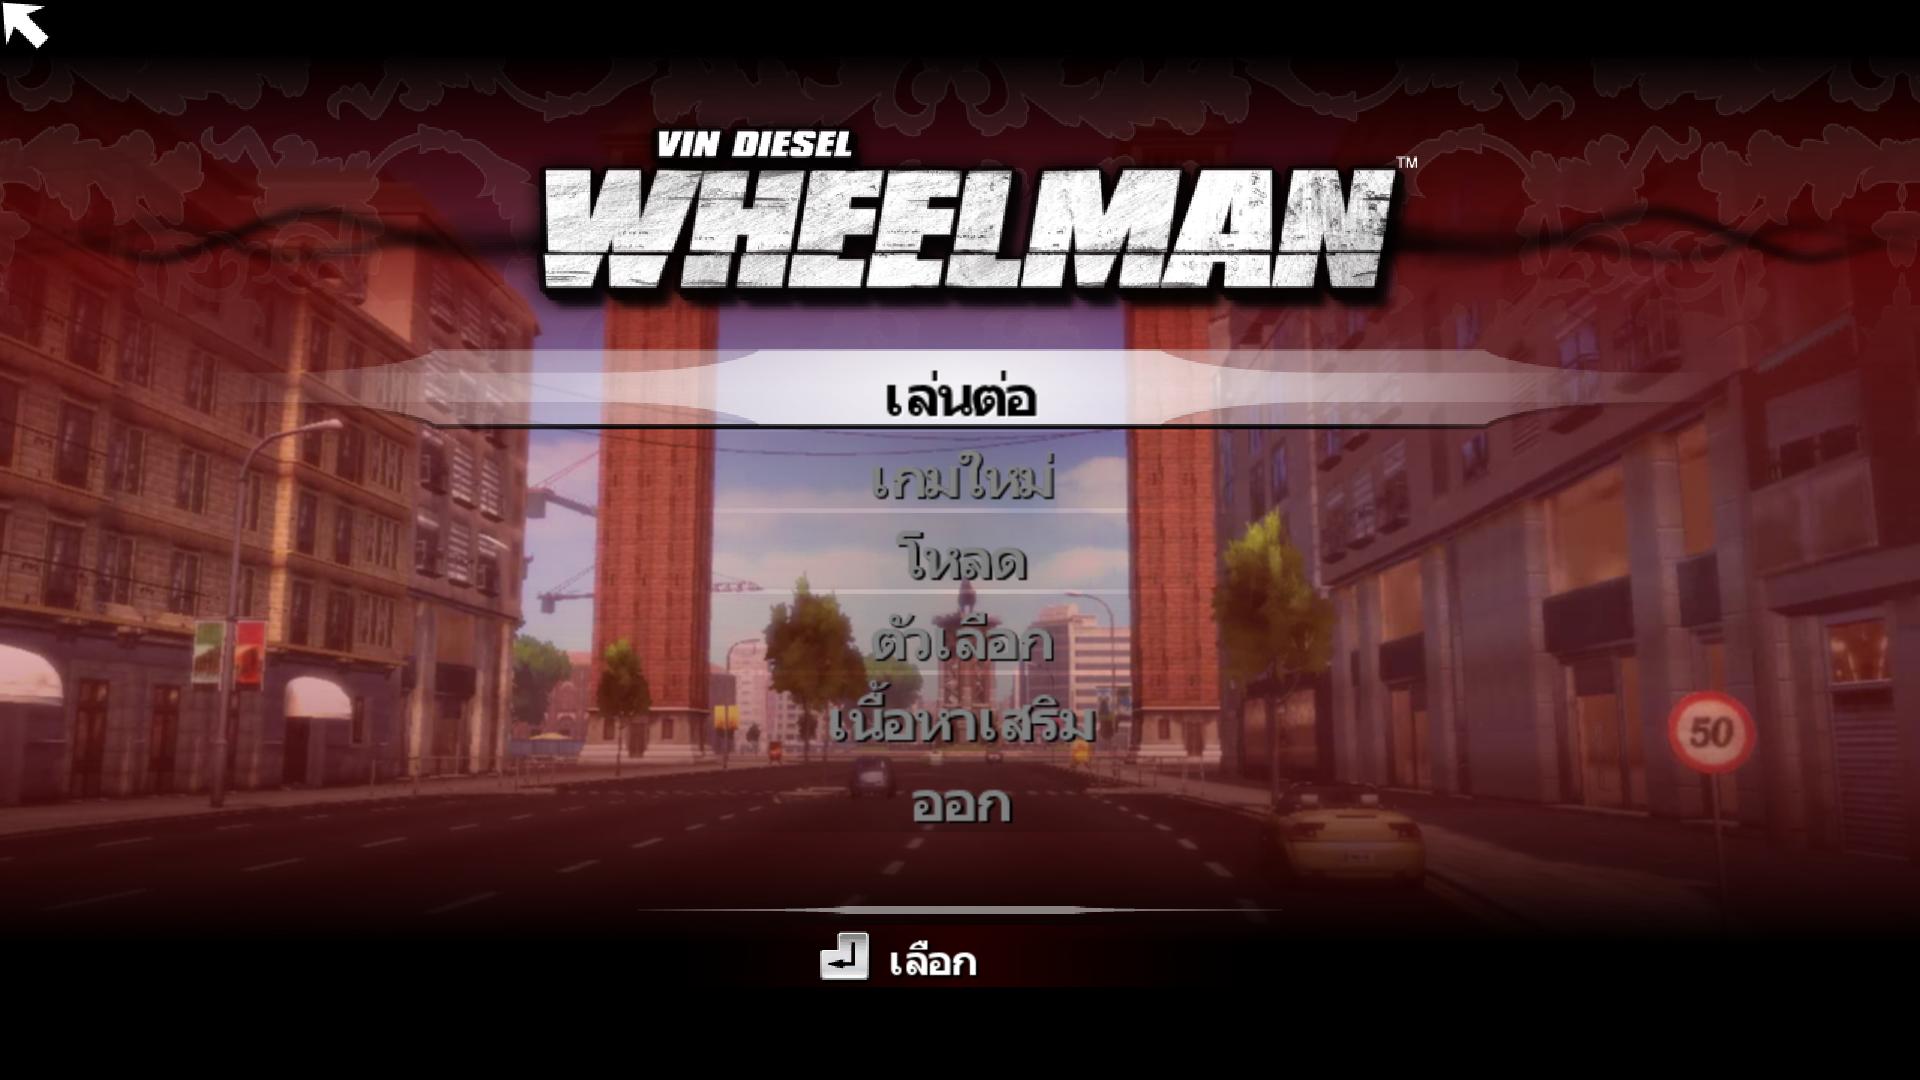 VIN DIESEL
WHEELMAN™
เล่นต่อ
เกมใหม่
โหลด
ตัวเลือก
เนื้อหาเสริม
ออก
50
เลือก